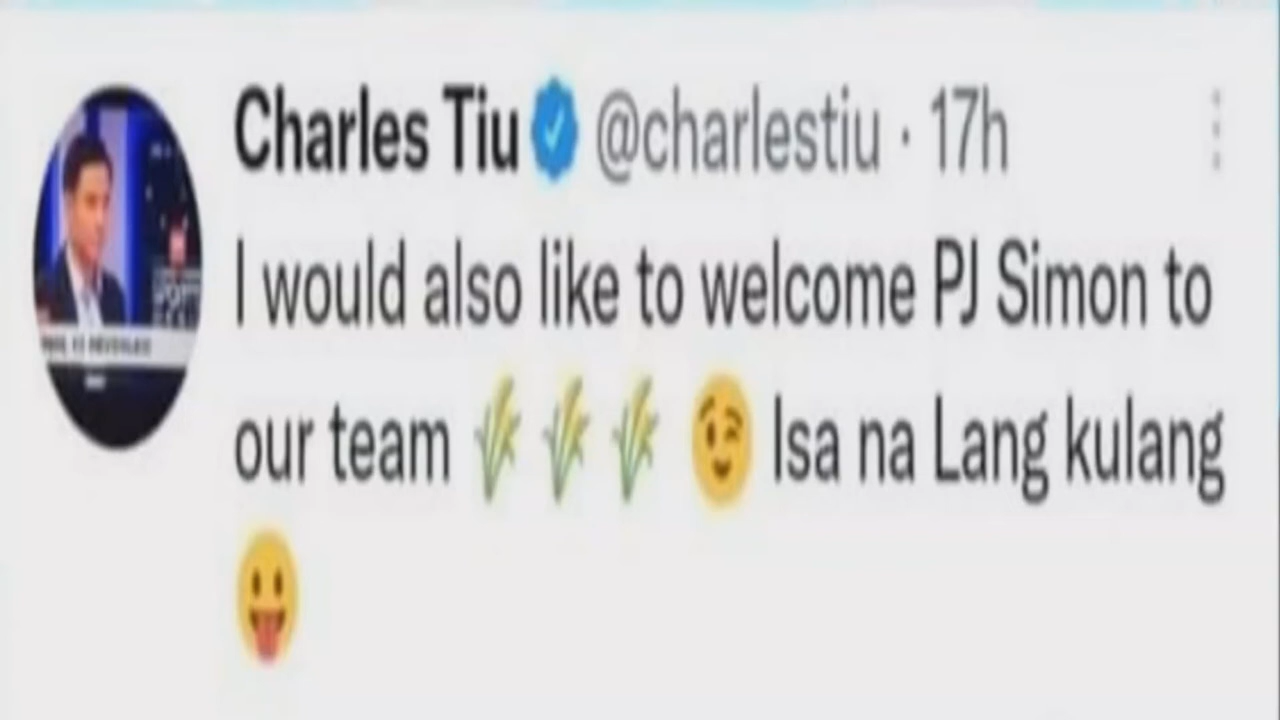 Charles Tiu @charlestiu · 17h
I would also like to welcome PJ Simon to
our team 🌾🌾🌾 😉 Isa na Lang kulang
😛